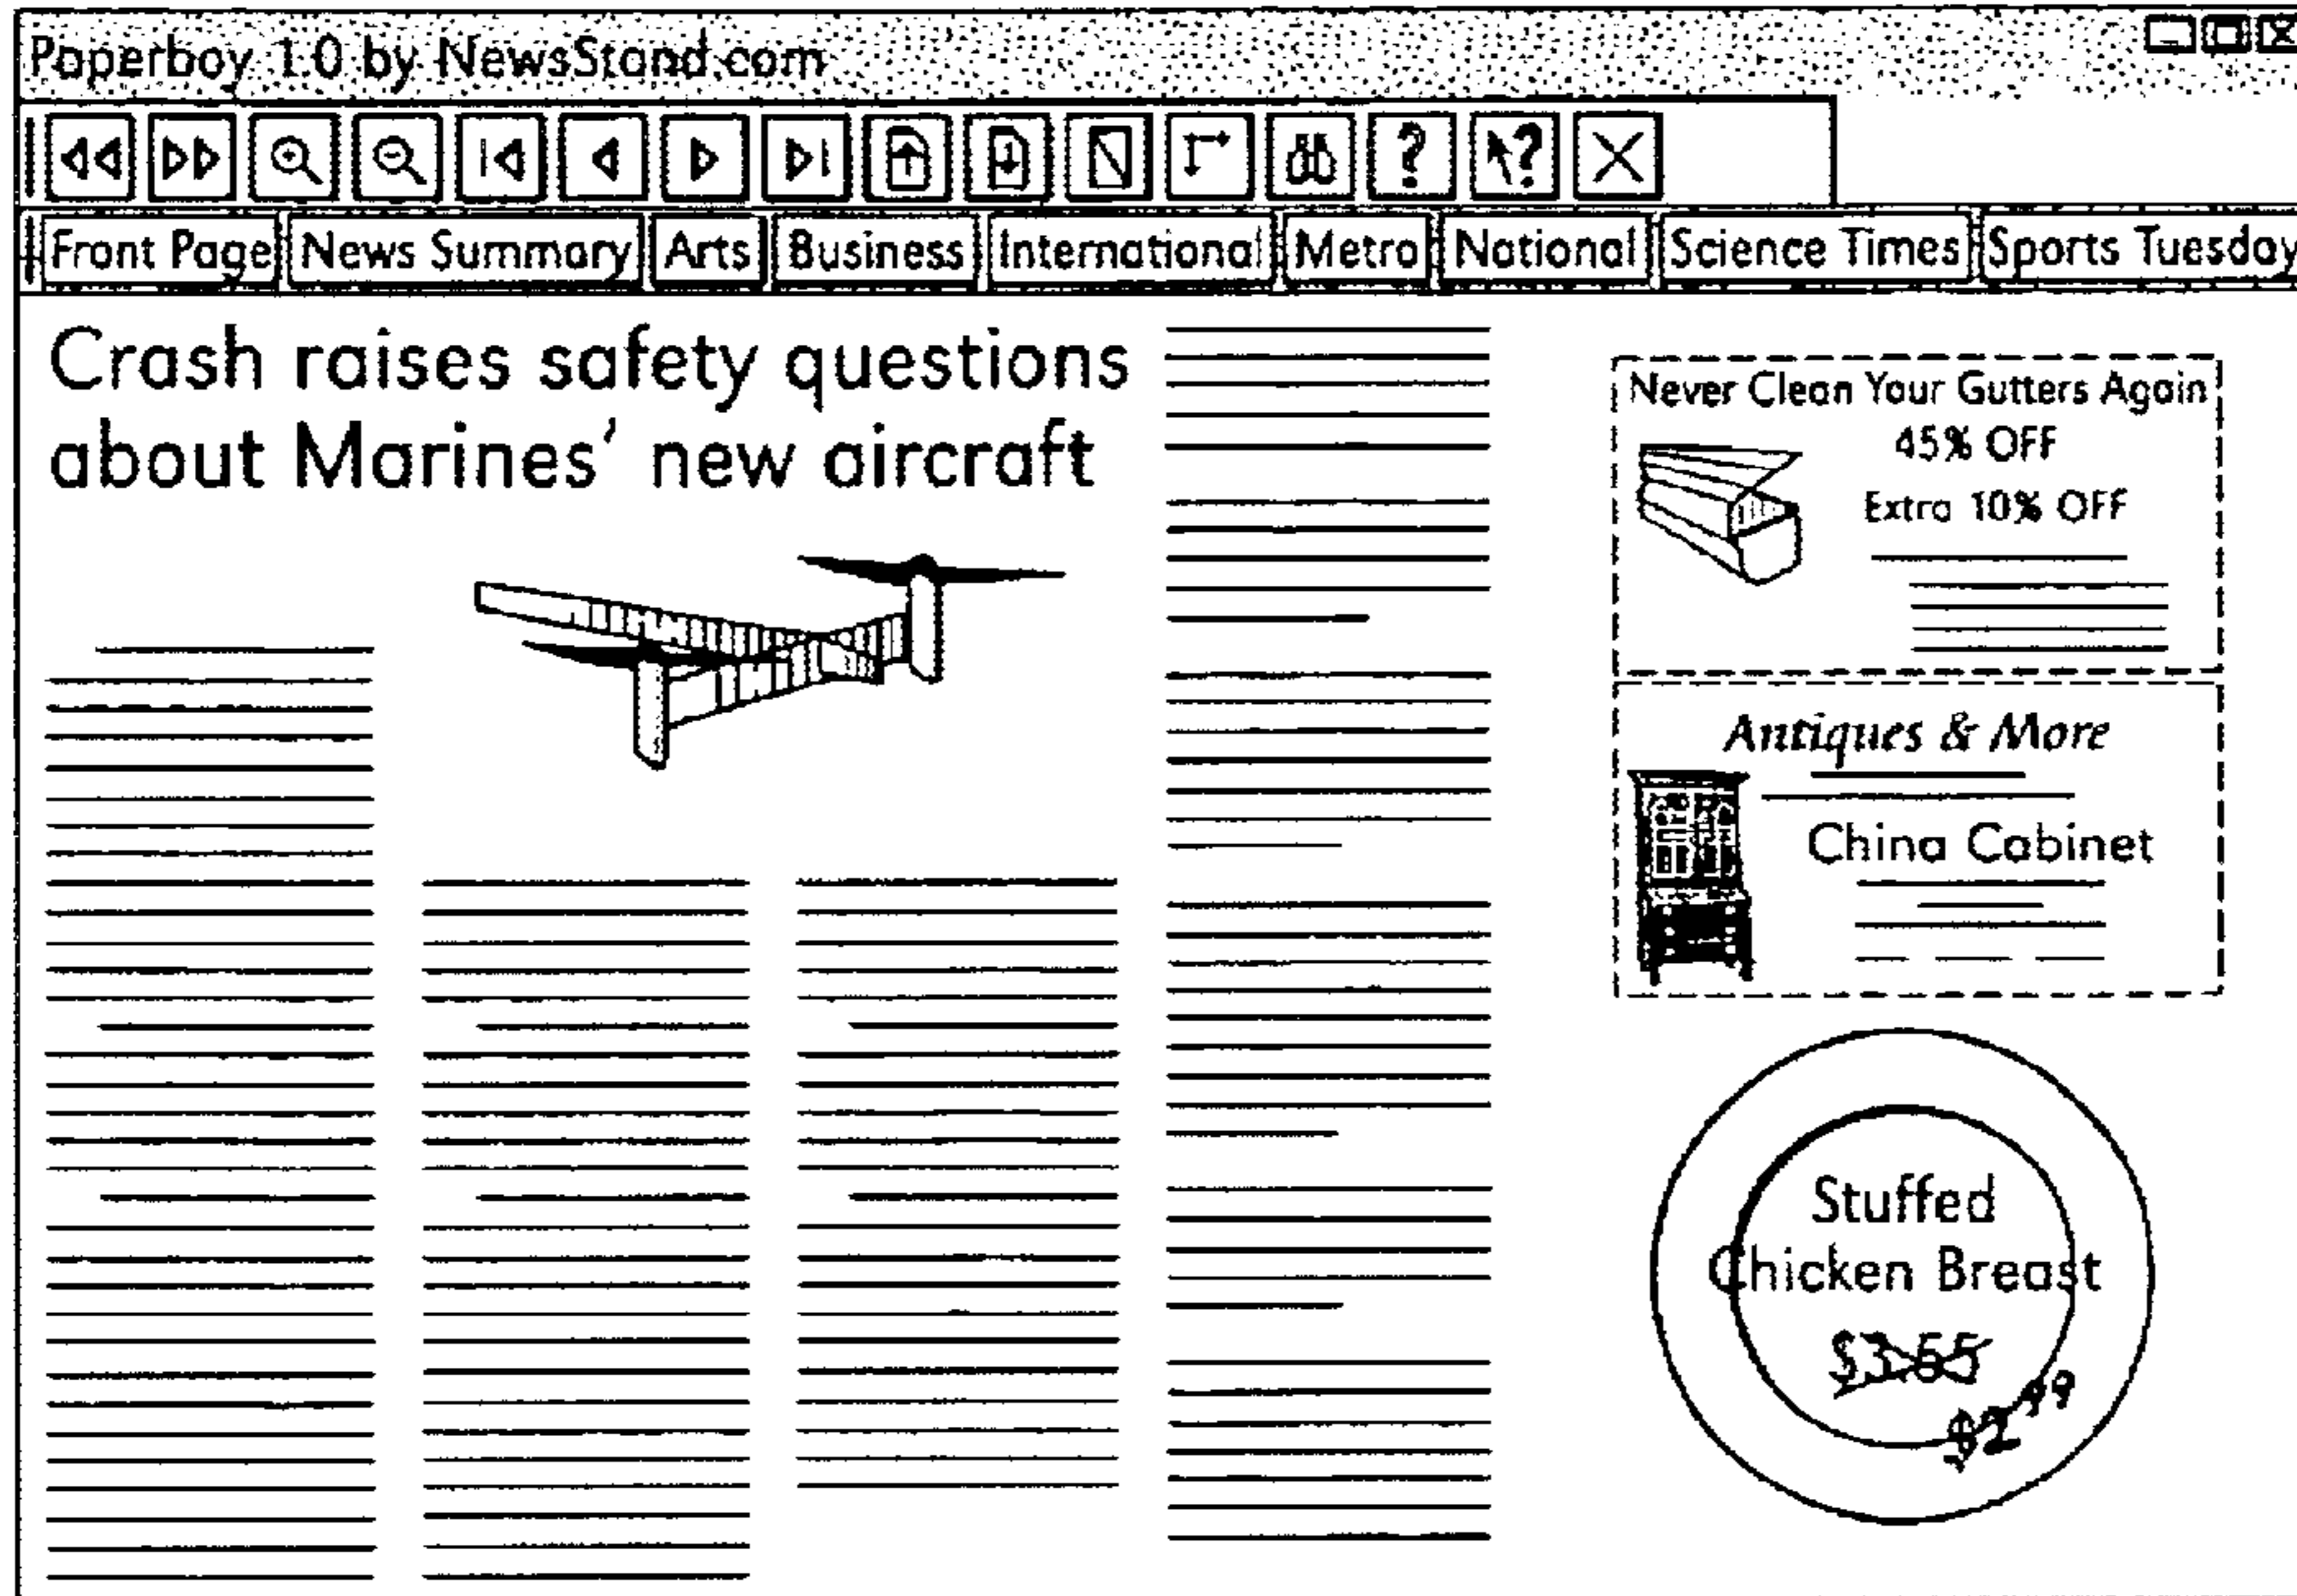 Paperboy 1.0 by NewsStand.com
Front Page News Summary Arts Business International Metro National Science Times Sports Tuesday
Crash raises safety questions
about Marines' new aircraft
Never Clean Your Gutters Again
45% OFF
Extra 10% OFF
Antiques & More
China Cabinet
Stuffed
Chicken Breast
$3.65
$2.99